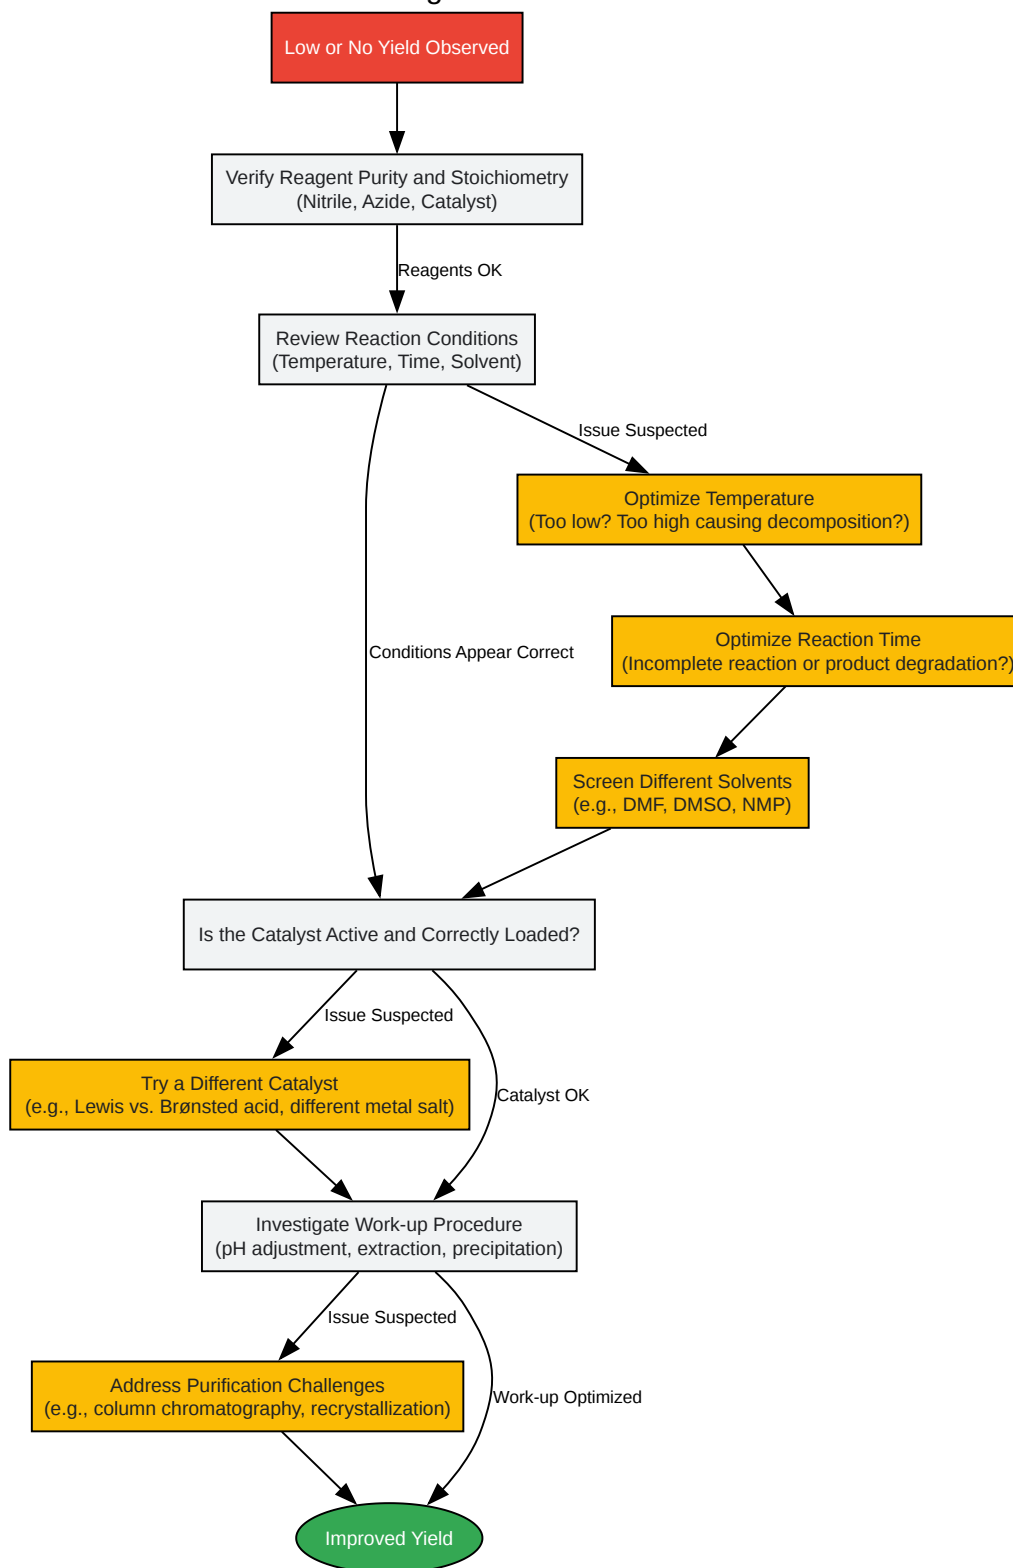 Low or No Yield Observed
Verify Reagent Purity and Stoichiometry
(Nitrile, Azide, Catalyst)
Reagents OK
Review Reaction Conditions
(Temperature, Time, Solvent)
Issue Suspected
Optimize Temperature
(Too low? Too high causing decomposition?)
Optimize Reaction Time
(Incomplete reaction or product degradation?)
Conditions Appear Correct
Screen Different Solvents
(e.g., DMF, DMSO, NMP)
Is the Catalyst Active and Correctly Loaded?
Issue Suspected
Try a Different Catalyst
(e.g., Lewis vs. Brønsted acid, different metal salt)
Catalyst OK
Investigate Work-up Procedure
(pH adjustment, extraction, precipitation)
Issue Suspected
Address Purification Challenges
(e.g., column chromatography, recrystallization)
Work-up Optimized
Improved Yield